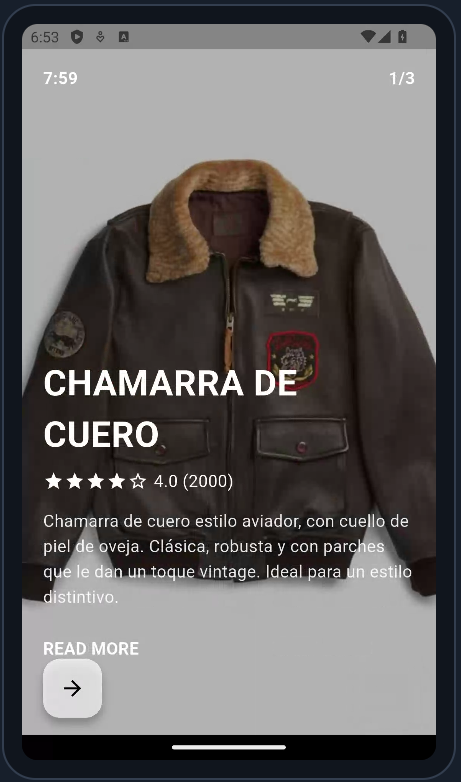 6:53
7:59
1/3
CHAMARRA DE
CUERO
4.0 (2000)
Chamarra de cuero estilo aviador, con cuello de
piel de oveja. Clásica, robusta y con parches
que le dan un toque vintage. Ideal para un estilo
distintivo.
READ MORE